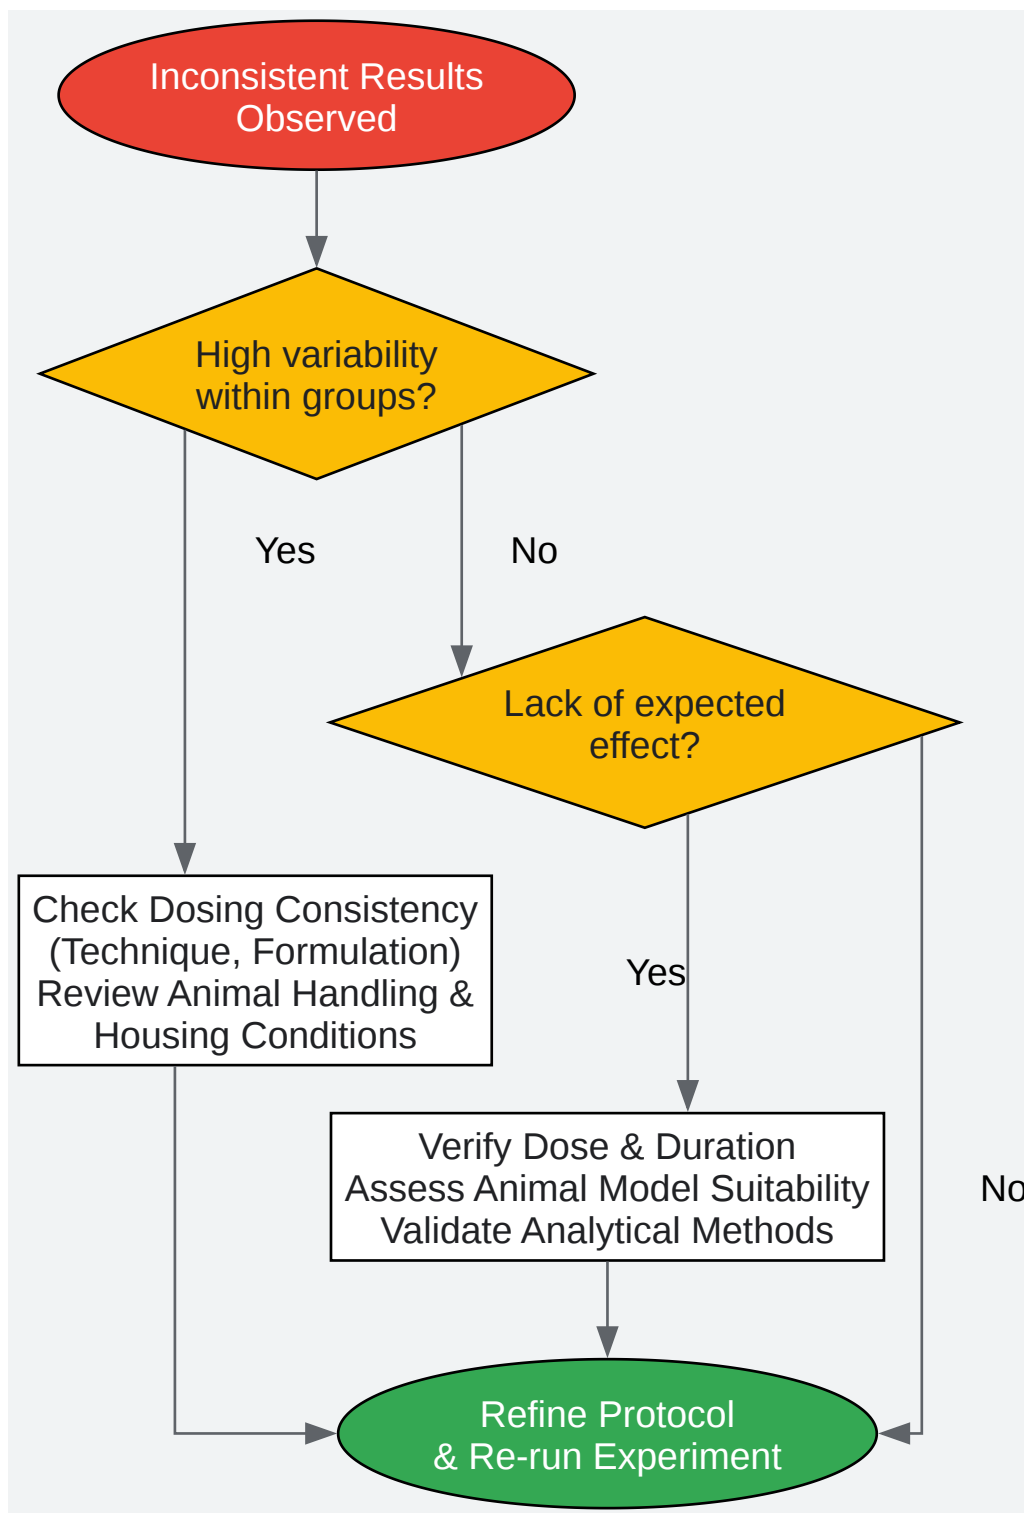 Inconsistent Results
Observed
High variability
within groups?
Yes
No
Lack of expected
effect?
Check Dosing Consistency
(Technique, Formulation)
Review Animal Handling &
Housing Conditions
Yes
Verify Dose & Duration
Assess Animal Model Suitability
Validate Analytical Methods
No
Refine Protocol
& Re-run Experiment